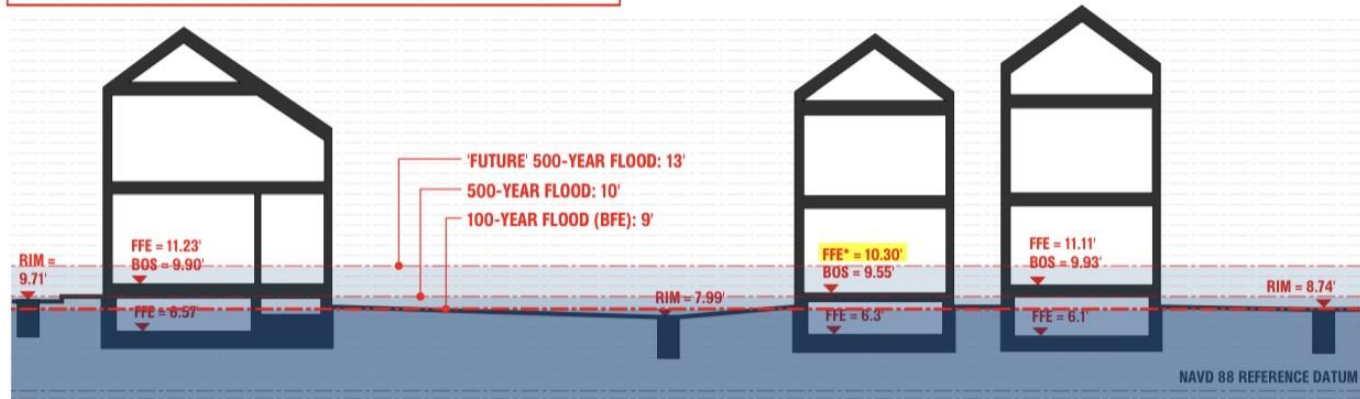 'FUTURE' 500-YEAR FLOOD: 13'
500-YEAR FLOOD: 10'
100-YEAR FLOOD (BFE): 9'
RIM =
9.71'
FFE = 11.23'
BOS = 9.90'
FFE = 6.57'
RIM = 7.99'
FFE* = 10.30'
BOS = 9.55'
FFE = 6.3'
FFE = 11.11'
BOS = 9.93'
FFE = 6.1'
RIM = 8.74'
NAVD 88 REFERENCE DATUM